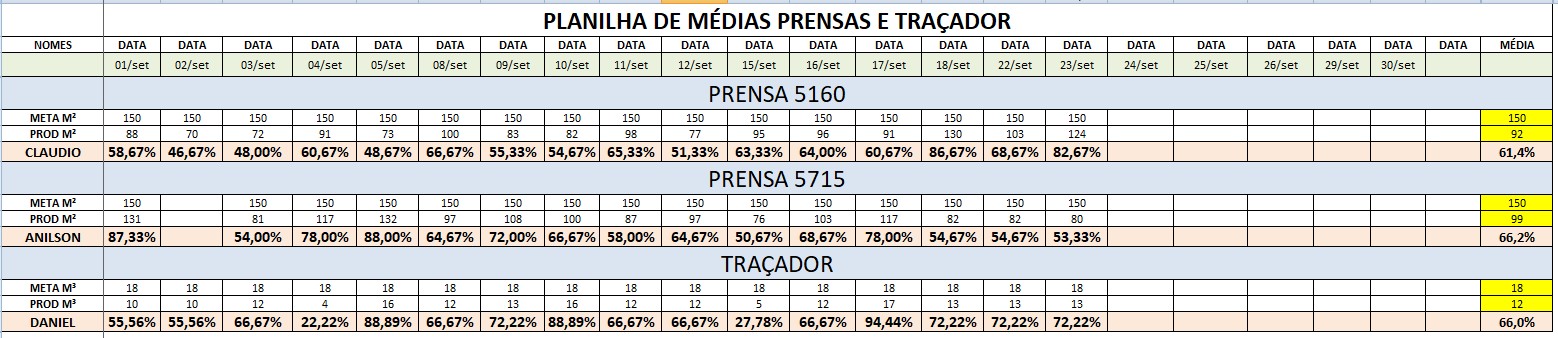 PLANILHA DE MÉDIAS PRENSAS E TRAÇADOR
NOMES DATA DATA DATA DATA DATA DATA DATA DATA DATA DATA DATA DATA DATA DATA DATA DATA DATA DATA DATA DATA DATA DATA MÉDIA
01/set 02/set 03/set 04/set 05/set 08/set 09/set 10/set 11/set 12/set 15/set 16/set 17/set 18/set 22/set 23/set 24/set 25/set 26/set 29/set 30/set
PRENSA 5160
META M² 150 150 150 150 150 150 150 150 150 150 150 150 150 150 150 150 150
PROD M² 88 70 72 91 73 100 83 82 98 77 95 96 91 130 103 124 92
CLAUDIO 58,67% 46,67% 48,00% 60,67% 48,67% 66,67% 55,33% 54,67% 65,33% 51,33% 63,33% 64,00% 60,67% 86,67% 68,67% 82,67% 61,4%
PRENSA 5715
META M² 150 150 150 150 150 150 150 150 150 150 150 150 150 150 150 150
PROD M² 131 81 117 132 97 108 100 87 97 76 103 117 82 82 80 99
ANILSON 87,33% 54,00% 78,00% 88,00% 64,67% 72,00% 66,67% 58,00% 64,67% 50,67% 68,67% 78,00% 54,67% 54,67% 53,33% 66,2%
TRAÇADOR
META M³ 18 18 18 18 18 18 18 18 18 18 18 18 18 18 18 18 18
PROD M³ 10 10 12 4 16 12 13 16 12 12 5 12 17 13 13 13 12
DANIEL 55,56% 55,56% 66,67% 22,22% 88,89% 66,67% 72,22% 88,89% 66,67% 66,67% 27,78% 66,67% 94,44% 72,22% 72,22% 72,22% 66,0%